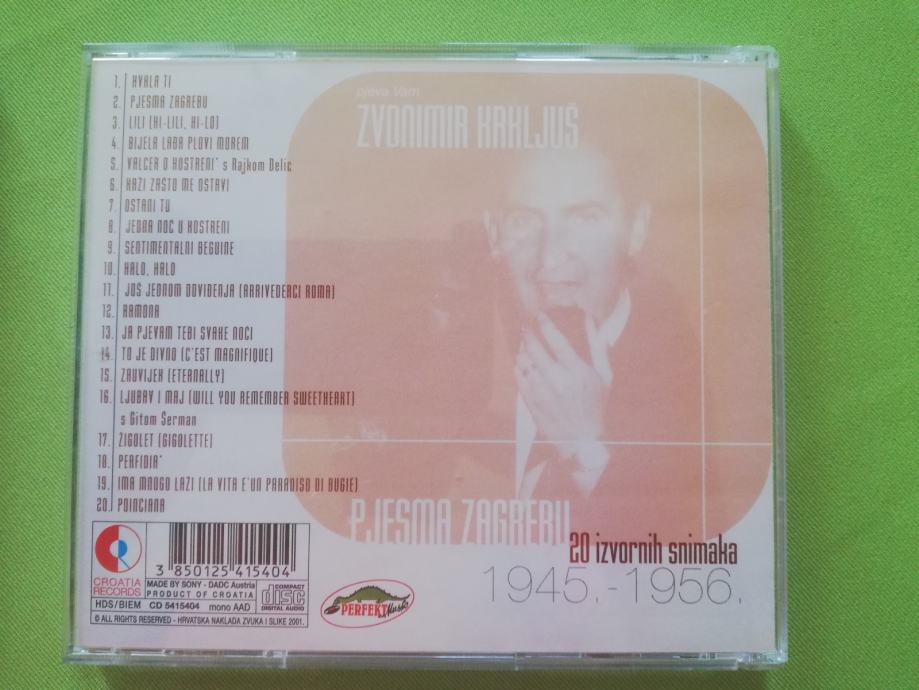 1. HVALA TI
2. PJESMA ZAGREBU
3. LILI (HI-LILI, HI-LO)
4. BIJELA LAĐA PLOVI MOREM
5. VALCER O KOSTRENI* s Rajkom Delic
6. KAŽI ZAŠTO ME OSTAVI
7. OSTANI TU
8. JEDNA NOĆ U KOSTRENI
9. SENTIMENTALNI BEGUINE
10. HALO, HALO
11. JOŠ JEDNOM DOVIĐENJA (ARRIVEDERCI ROMA)
12. RAMONA
13. JA PJEVAM TEBI SVAKE NOĆI
14. TO JE DIVNO (C'EST MAGNIFIQUE)
15. ZAUVIJEK (ETERNALLY)
16. LJUBAV I MAJ (WILL YOU REMEMBER SWEETHEART)
s Gitom Šerman
17. ŽIGOLET (GIGOLETTE)
18. PERFIDIA*
19. IMA MNOGO LAŽI (LA VITA E'UN PARADISO DI BUGIE)
20. POINCIANA
pjeva Vam
ZVONIMIR KRKLJUŠ
PJESMA ZAGREBU
20 izvornih snimaka
1945.-1956.
CROATIA
RECORDS
3 850125 415404
MADE BY SONY - DADC Austria
PRODUCT OF CROATIA
COMPACT
disc
DIGITAL AUDIO
HDS/BIEM CD 5415404 mono AAD
© ALL RIGHTS RESERVED - HRVATSKA NAKLADA ZVUKA I SLIKE 2001.
PERFEKT
Music